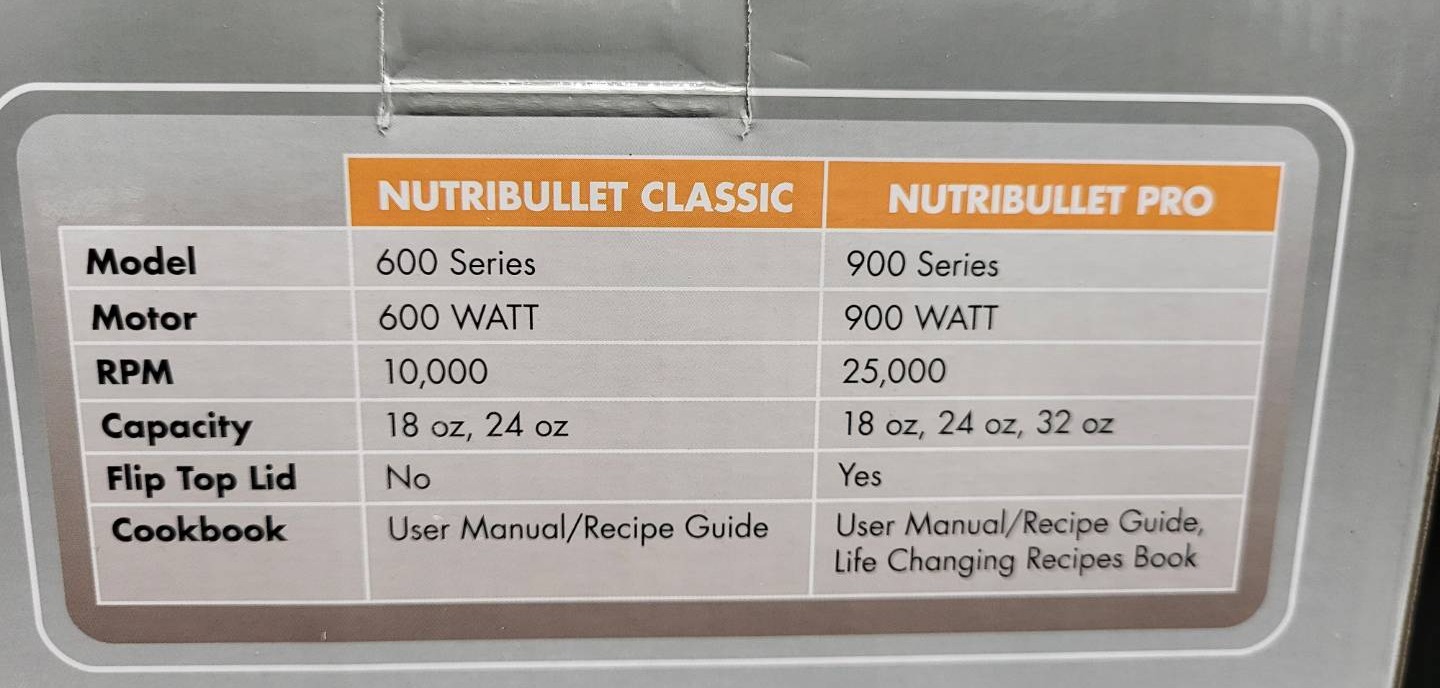 NUTRIBULLET CLASSIC NUTRIBULLET PRO
Model 600 Series 900 Series
Motor 600 WATT 900 WATT
RPM 10,000 25,000
Capacity 18 oz, 24 oz 18 oz, 24 oz, 32 oz
Flip Top Lid No Yes
Cookbook User Manual/Recipe Guide User Manual/Recipe Guide,
Life Changing Recipes Book